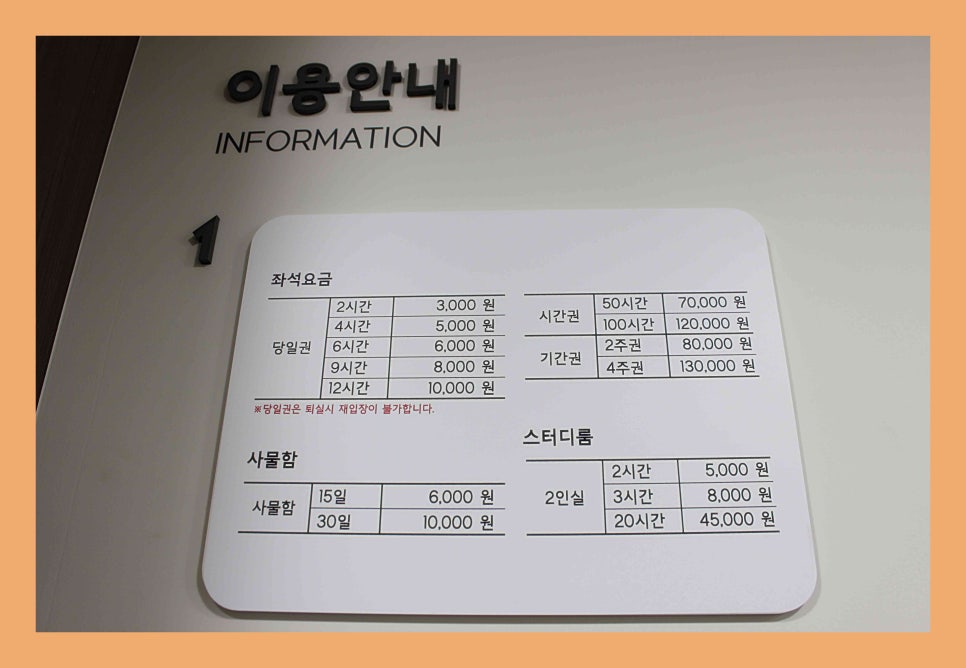 이용안내
INFORMATION
1
좌석요금
당일권
2시간 3,000 원
4시간 5,000 원
6시간 6,000 원
9시간 8,000 원
12시간 10,000 원
※당일권은 퇴실시 재입장이 불가합니다.
시간권
50시간 70,000 원
100시간 120,000 원
기간권
2주권 80,000 원
4주권 130,000 원
사물함
사물함
15일 6,000 원
30일 10,000 원
스터디룸
2인실
2시간 5,000 원
3시간 8,000 원
20시간 45,000 원